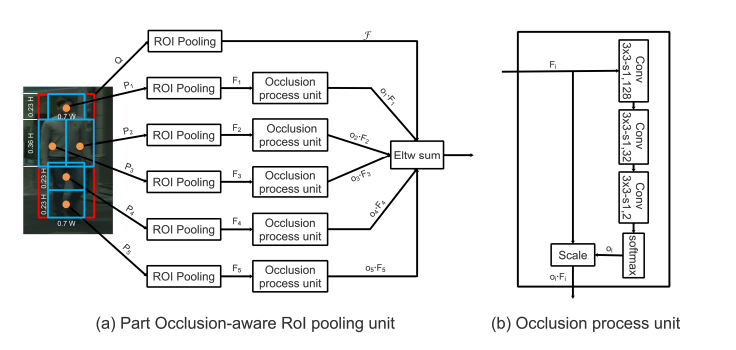 ROI Pooling
ℱ
Q
P₁
ROI Pooling
F₁
Occlusion
process unit
o₁·F₁
P₂
ROI Pooling
F₂
Occlusion
process unit
o₂·F₂
P₃
ROI Pooling
F₃
Occlusion
process unit
o₃·F₃
P₄
ROI Pooling
F₄
Occlusion
process unit
o₄·F₄
P₅
ROI Pooling
F₅
Occlusion
process unit
o₅·F₅
Eltw sum
0.23 H
0.7 W
0.36 H
0.23 H
0.23 H
0.7 W
(a) Part Occlusion-aware RoI pooling unit
Fᵢ
Conv
3x3-s1,128
Conv
3x3-s1,32
Conv
3x3-s1,2
softmax
oᵢ
Scale
oᵢ·Fᵢ
(b) Occlusion process unit